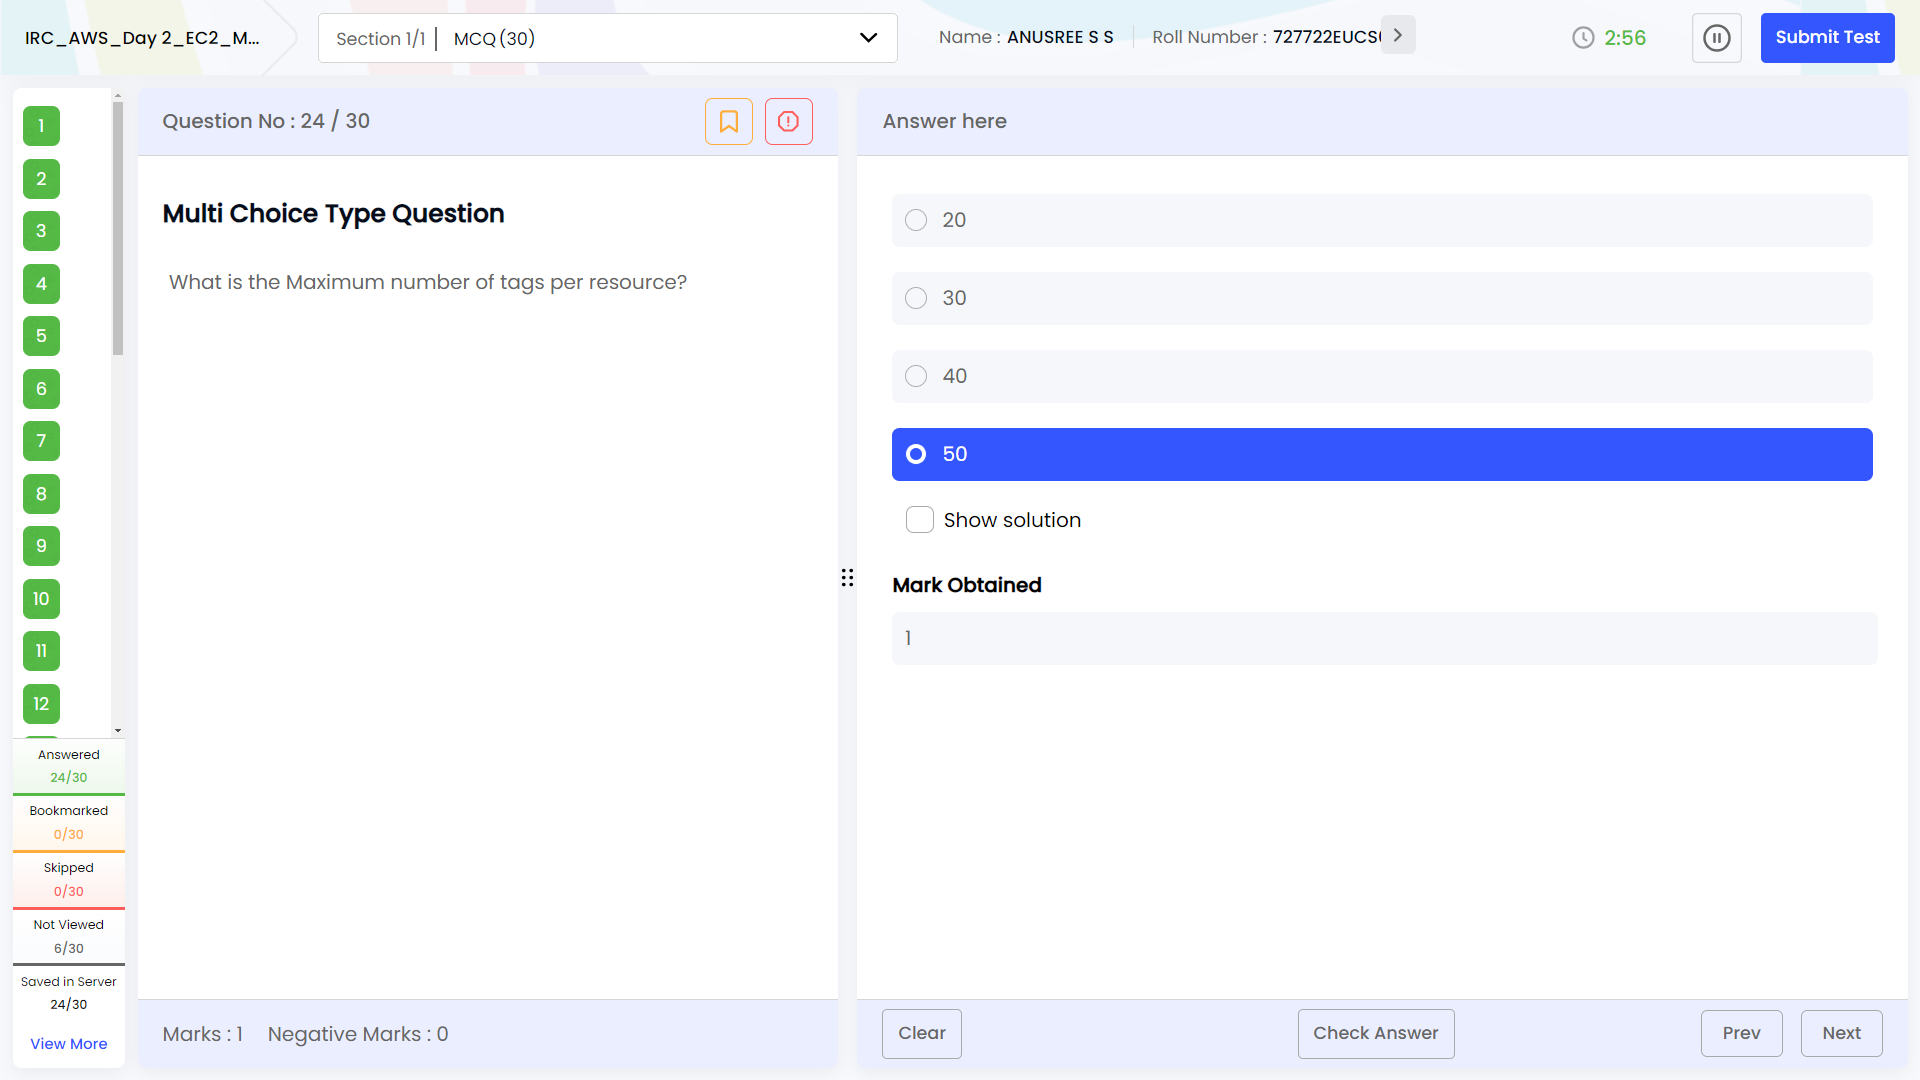 IRC_AWS_Day 2_EC2_M...
Section 1/1 | MCQ (30)
Name : ANUSREE S S
Roll Number : 727722EUCS
2:56
Submit Test
1
2
3
4
5
6
7
8
9
10
11
12
Answered
24/30
Bookmarked
0/30
Skipped
0/30
Not Viewed
6/30
Saved in Server
24/30
View More
Question No : 24 / 30
Multi Choice Type Question
What is the Maximum number of tags per resource?
Marks : 1 Negative Marks : 0
Answer here
20
30
40
50
Show solution
Mark Obtained
1
Clear
Check Answer
Prev
Next